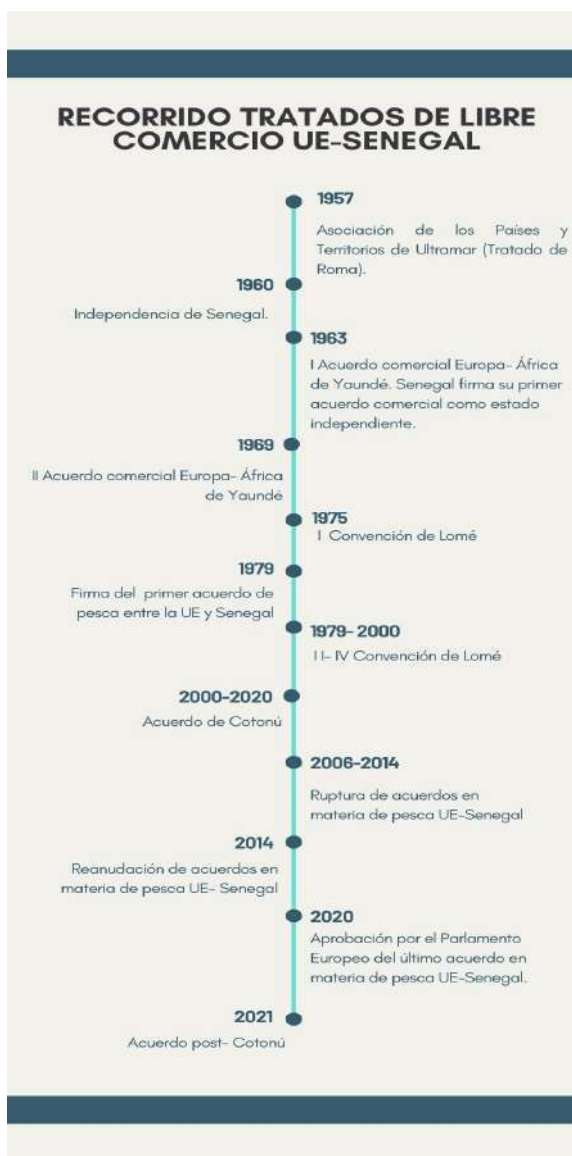 RECORRIDO TRATADOS DE LIBRE
COMERCIO UE-SENEGAL
1957
Asociación de los Países y
Territorios de Ultramar (Tratado de
Roma).
1960
Independencia de Senegal.
1963
I Acuerdo comercial Europa- África
de Yaundé. Senegal firma su primer
acuerdo comercial como estado
independiente.
1969
II Acuerdo comercial Europa- África
de Yaundé
1975
I Convención de Lomé
1979
Firma del primer acuerdo de
pesca entre la UE y Senegal
1979- 2000
II- IV Convención de Lomé
2000-2020
Acuerdo de Cotonú
2006-2014
Ruptura de acuerdos en
materia de pesca UE-Senegal
2014
Reanudación de acuerdos en
materia de pesca UE- Senegal
2020
Aprobación por el Parlamento
Europeo del último acuerdo en
materia de pesca UE-Senegal.
2021
Acuerdo post- Cotonú